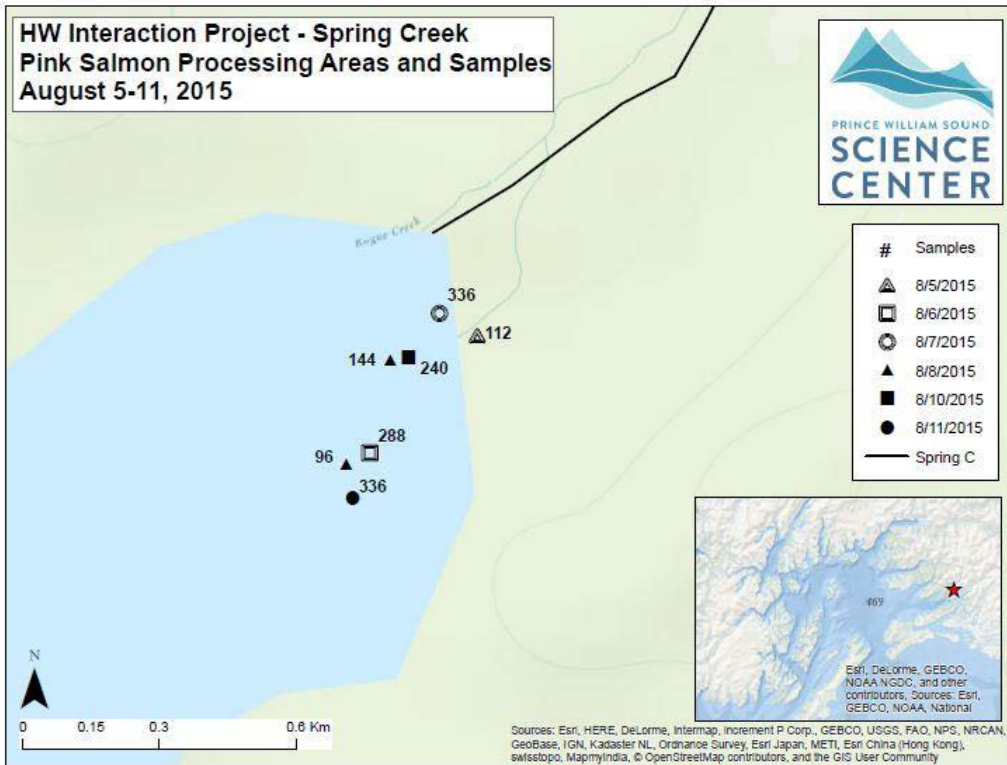 HW Interaction Project - Spring Creek
Pink Salmon Processing Areas and Samples
August 5-11, 2015
PRINCE WILLIAM SOUND
SCIENCE
CENTER
Rogue Creek
# Samples
8/5/2015
8/6/2015
8/7/2015
8/8/2015
8/10/2015
8/11/2015
Spring C
336
112
144
240
288
96
336
469
Esri, DeLorme, GEBCO,
NOAA NGDC, and other
contributors, Sources: Esri,
GEBCO, NOAA, National
N
0 0.15 0.3 0.6 Km
Sources: Esri, HERE, DeLorme, Intermap, increment P Corp., GEBCO, USGS, FAO, NPS, NRCAN,
GeoBase, IGN, Kadaster NL, Ordnance Survey, Esri Japan, METI, Esri China (Hong Kong),
swisstopo, MapmyIndia, © OpenStreetMap contributors, and the GIS User Community